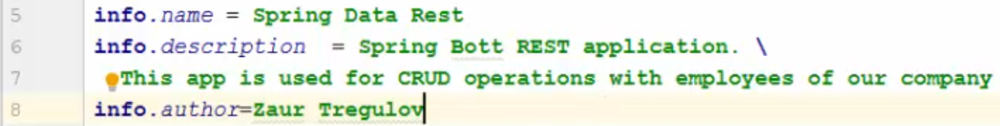 5 info.name = Spring Data Rest
6 info.description  = Spring Bott REST application. \
7 This app is used for CRUD operations with employees of our company
8 info.author=Zaur Tregulov